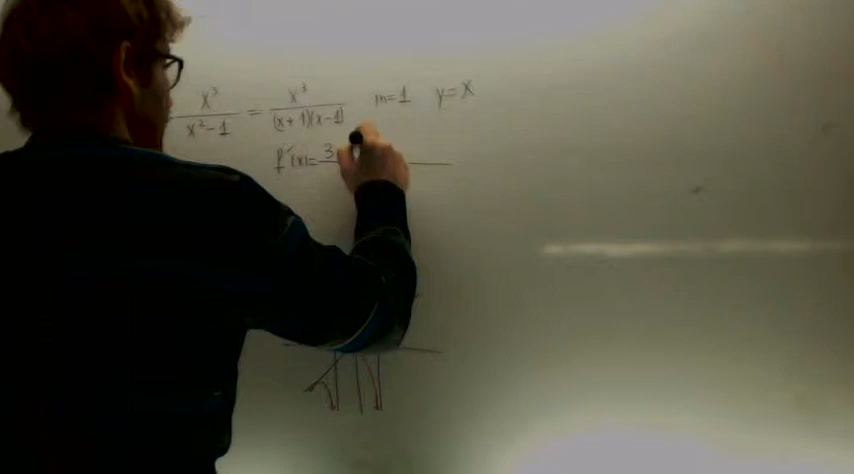 x³/x²-1 = x³/(x+1)(x-1) m=1 y=x
f'(x)= 3